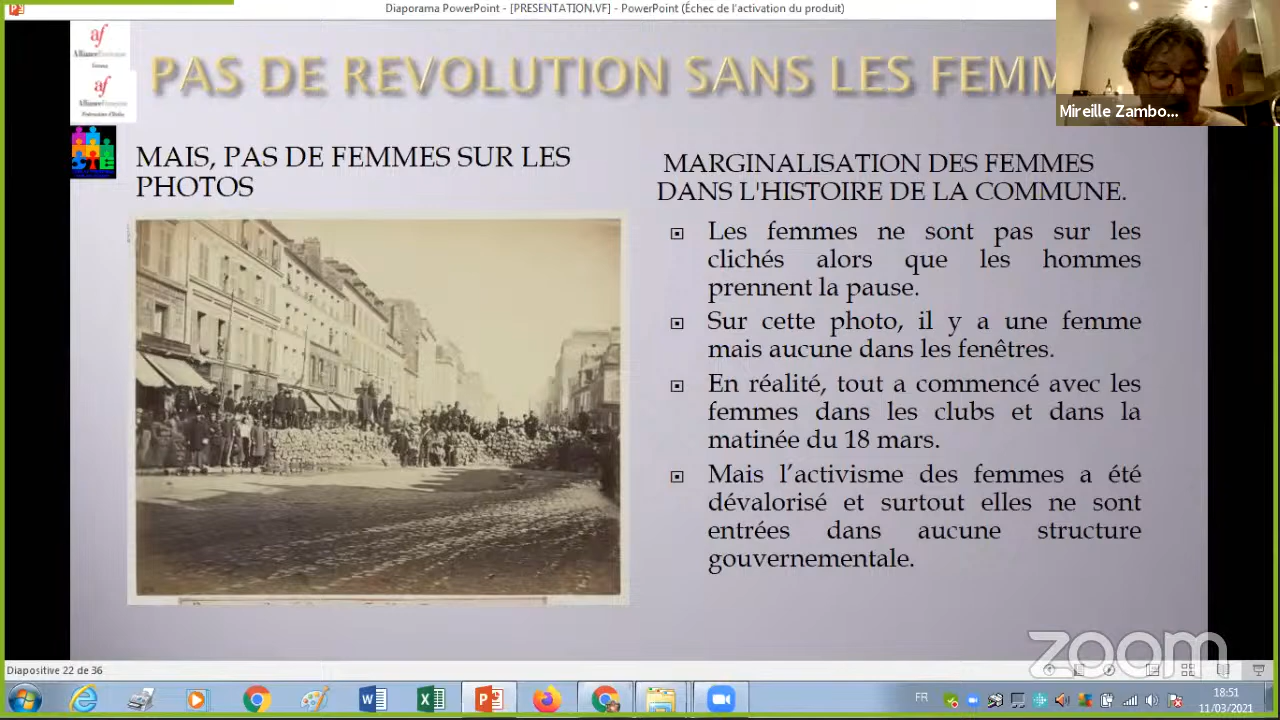 Diaporama PowerPoint - [PRESENTATION.VF] - PowerPoint (Échec de l'activation du produit)
af
af
PAS DE REVOLUTION SANS LES FEMM
Mireille Zambo...
MAIS, PAS DE FEMMES SUR LES
PHOTOS
MARGINALISATION DES FEMMES
DANS L'HISTOIRE DE LA COMMUNE.
Les femmes ne sont pas sur les
clichés alors que les hommes
prennent la pause.
Sur cette photo, il y a une femme
mais aucune dans les fenêtres.
En réalité, tout a commencé avec les
femmes dans les clubs et dans la
matinée du 18 mars.
Mais l’activisme des femmes a été
dévalorisé et surtout elles ne sont
entrées dans aucune structure
gouvernementale.
zoom
Diapositive 22 de 36
FR
18:51
11/03/2021